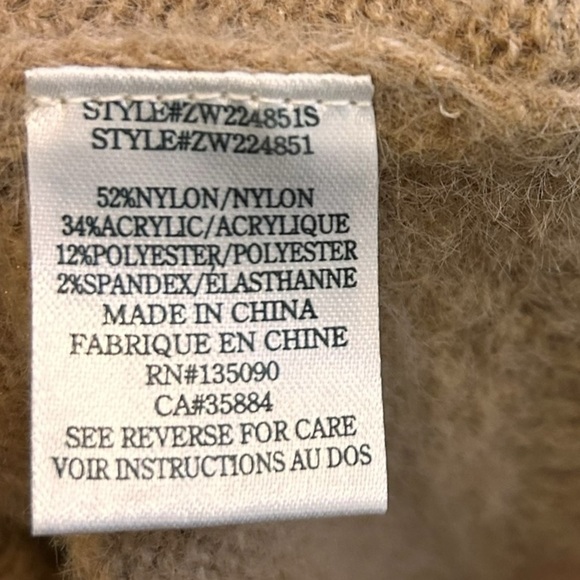 STYLE#ZW224851S
STYLE#ZW224851
52%NYLON/NYLON
34%ACRYLIC/ACRYLIQUE
12%POLYESTER/POLYESTER
2%SPANDEX/ÉLASTHANNE
MADE IN CHINA
FABRIQUE EN CHINE
RN#135090
CA#35884
SEE REVERSE FOR CARE
VOIR INSTRUCTIONS AU DOS